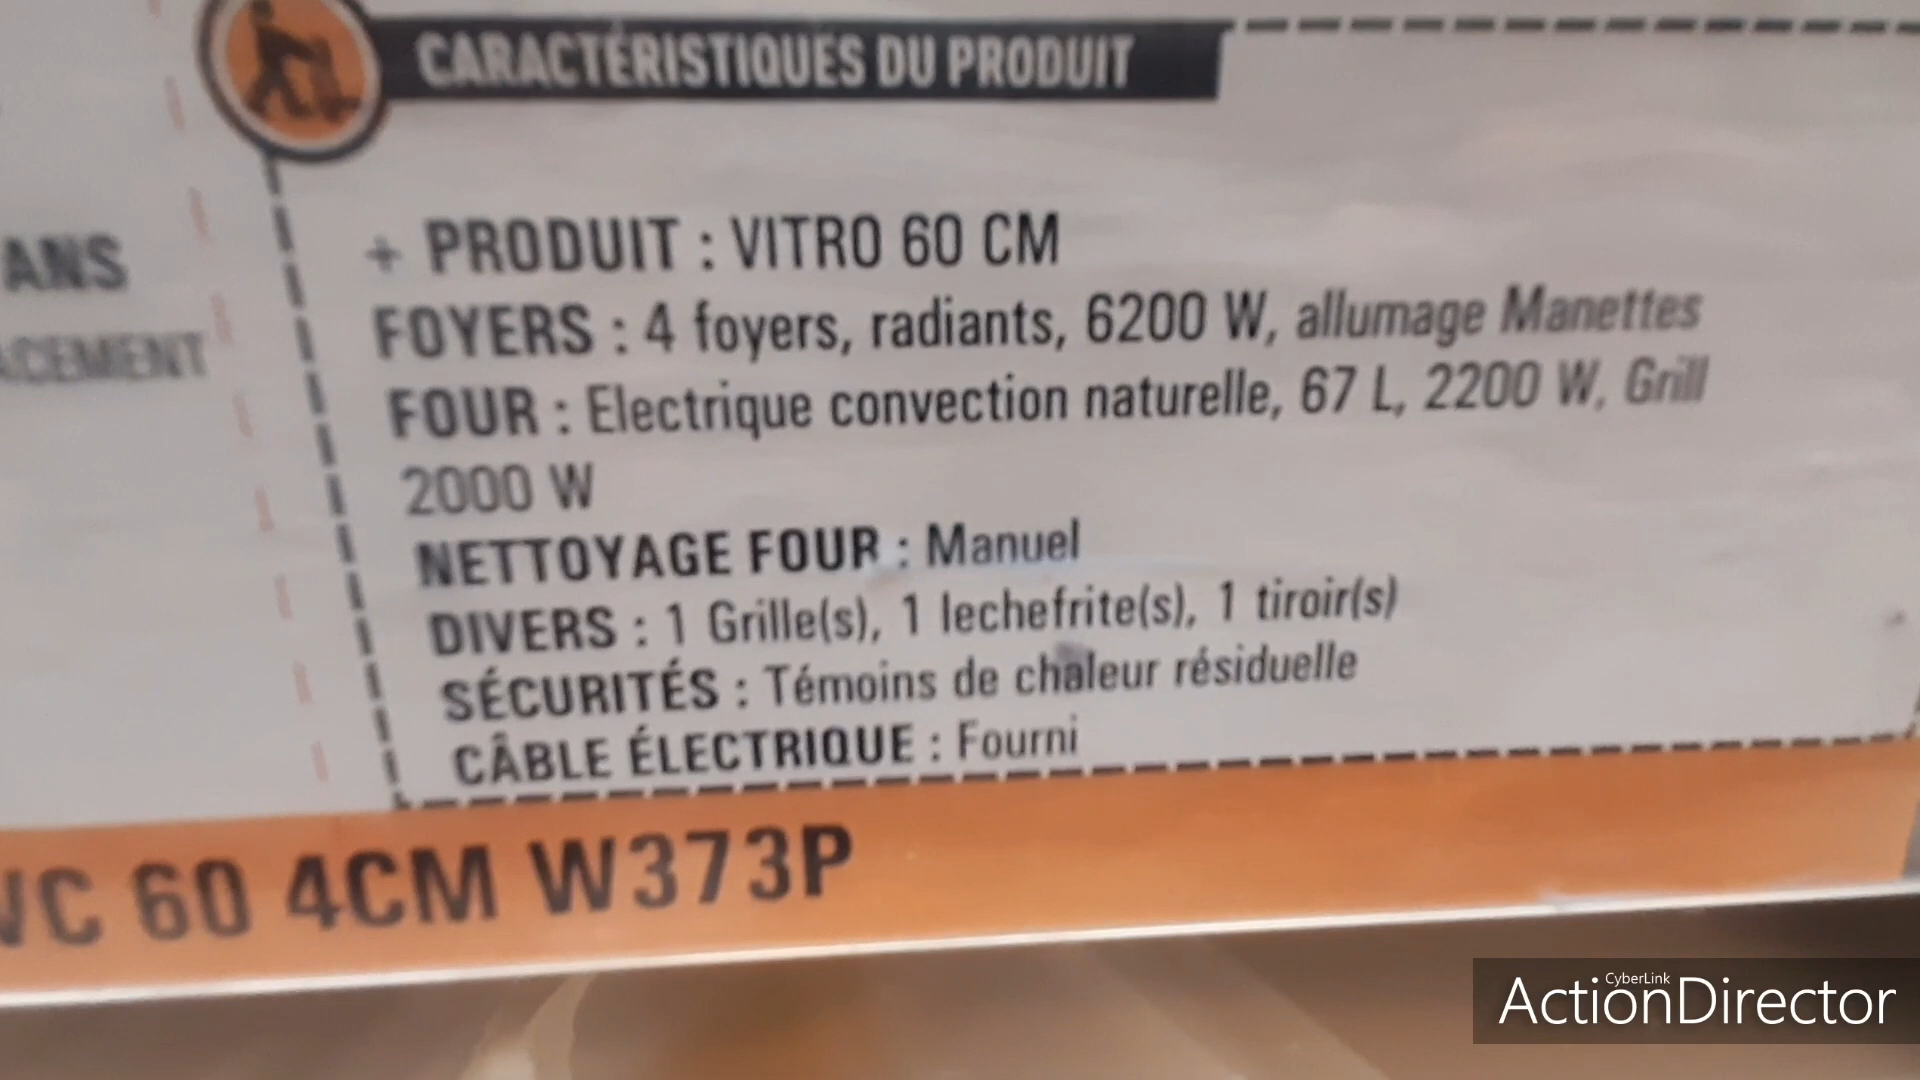 CARACTÉRISTIQUES DU PRODUIT
ANS
+ PRODUIT : VITRO 60 CM
ACEMENT
FOYERS : 4 foyers, radiants, 6200 W, allumage Manettes
FOUR : Electrique convection naturelle, 67 L, 2200 W, Grill
2000 W
NETTOYAGE FOUR : Manuel
DIVERS : 1 Grille(s), 1 lechefrite(s), 1 tiroir(s)
SÉCURITÉS : Témoins de chaleur résiduelle
CÂBLE ÉLECTRIQUE : Fourni
VC 60 4CM W373P
CyberLink
ActionDirector